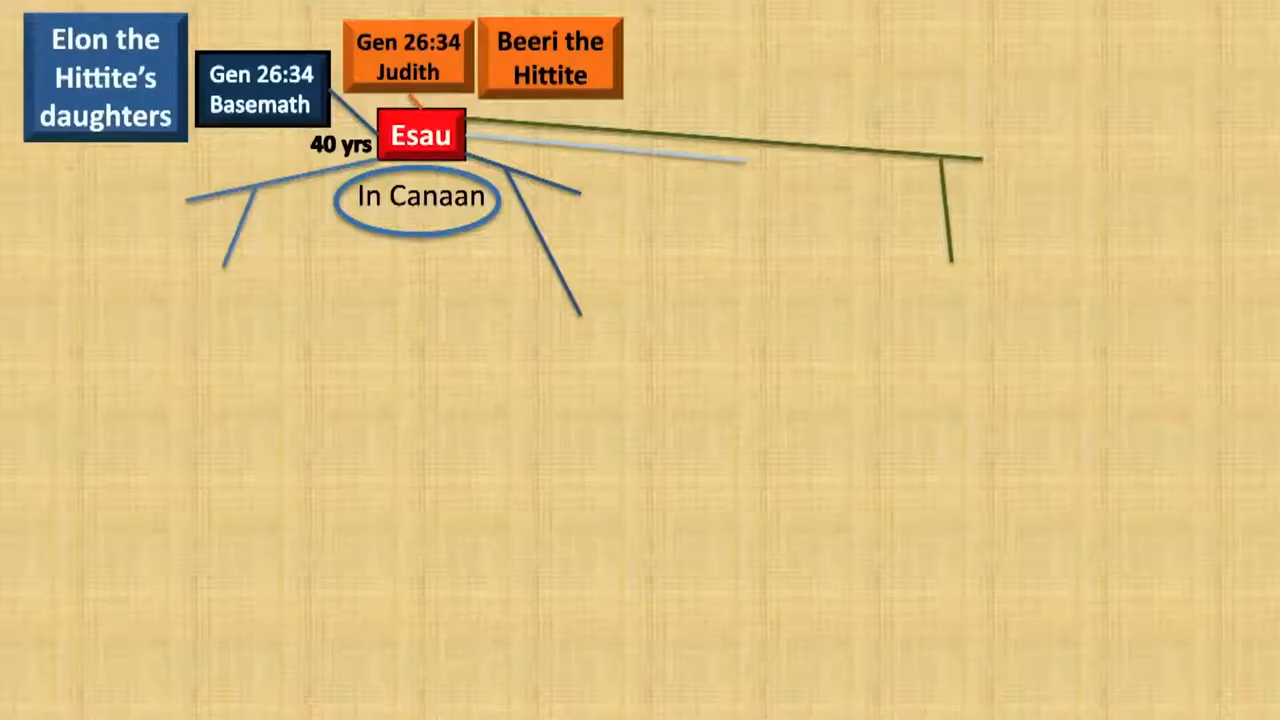 Elon the
Hittite's
daughters
Gen 26:34
Basemath
Gen 26:34
Judith
Beeri the
Hittite
40 yrs
Esau
In Canaan